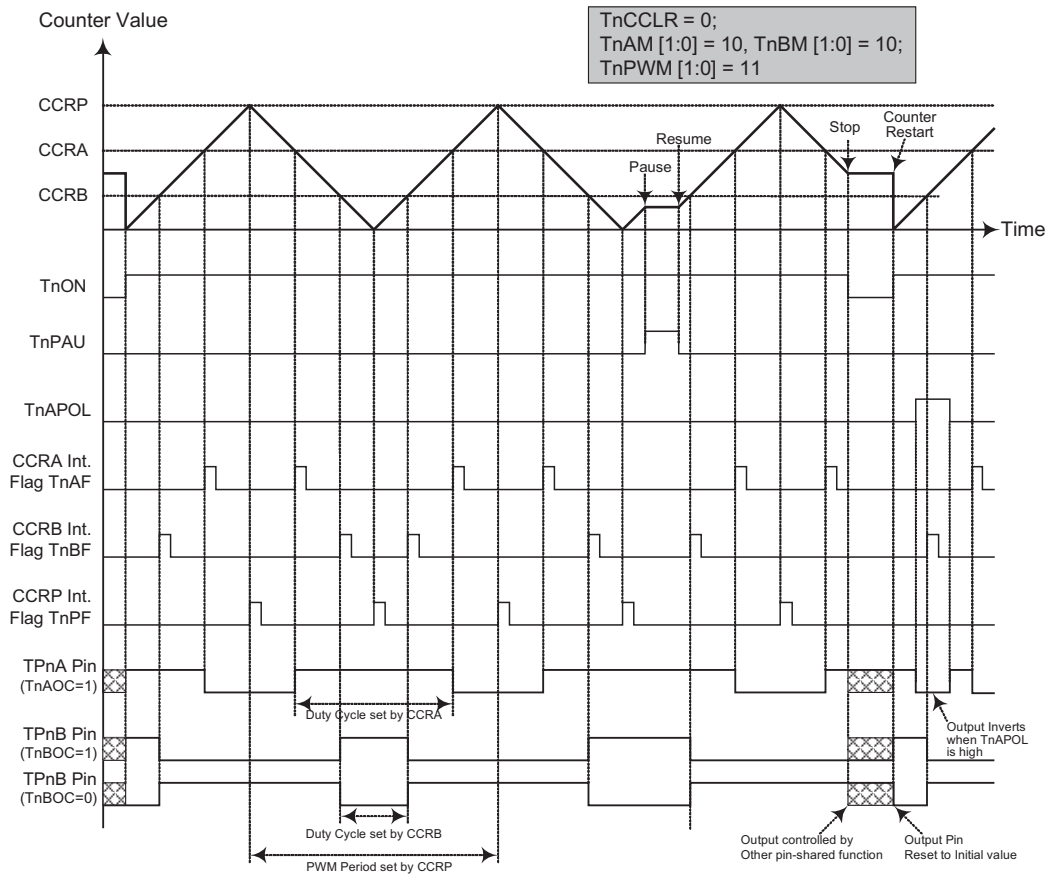 Counter Value
TnCCLR = 0;
TnAM [1:0] = 10, TnBM [1:0] = 10;
TnPWM [1:0] = 11
CCRP
CCRA
CCRB
Pause
Resume
Stop
Counter
Restart
Time
TnON
TnPAU
TnAPOL
CCRA Int.
Flag TnAF
CCRB Int.
Flag TnBF
CCRP Int.
Flag TnPF
TPnA Pin
(TnAOC=1)
Duty Cycle set by CCRA
Output Inverts
when TnAPOL
is high
TPnB Pin
(TnBOC=1)
TPnB Pin
(TnBOC=0)
Duty Cycle set by CCRB
PWM Period set by CCRP
Output controlled by
Other pin-shared function
Output Pin
Reset to Initial value